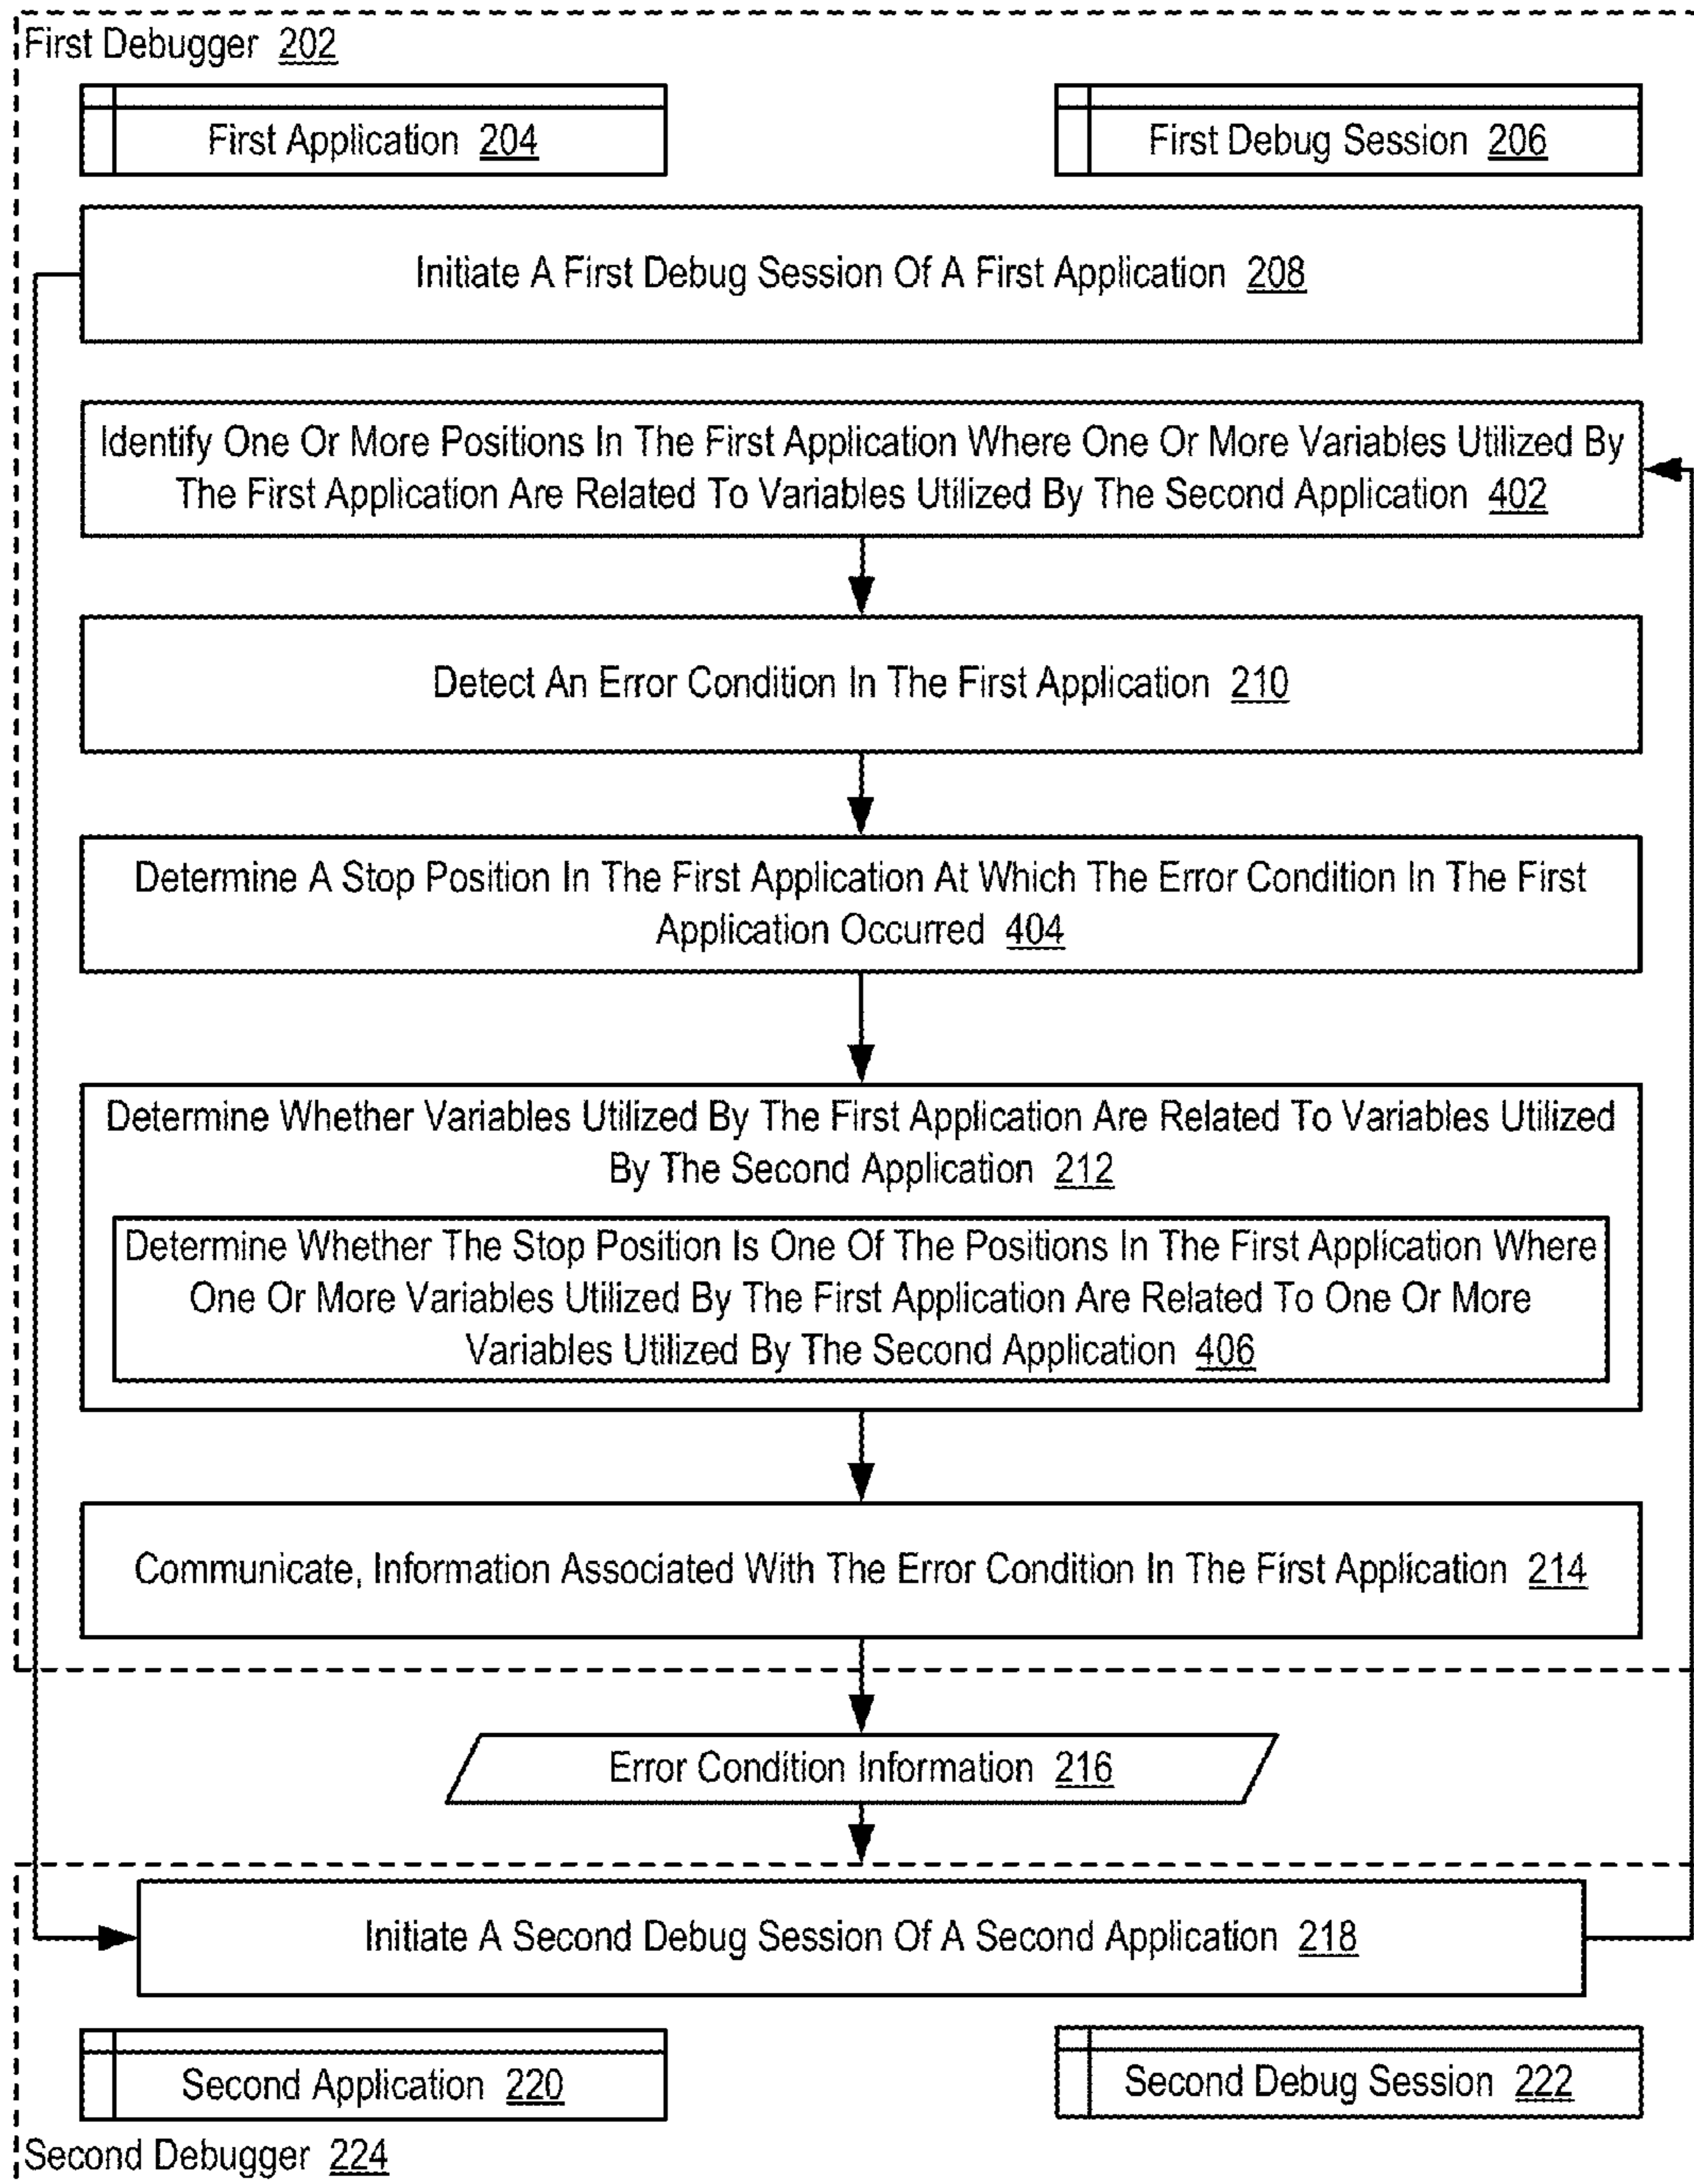 First Debugger 202
First Application 204
First Debug Session 206
Initiate A First Debug Session Of A First Application 208
Identify One Or More Positions In The First Application Where One Or More Variables Utilized By
The First Application Are Related To Variables Utilized By The Second Application 402
Detect An Error Condition In The First Application 210
Determine A Stop Position In The First Application At Which The Error Condition In The First
Application Occurred 404
Determine Whether Variables Utilized By The First Application Are Related To Variables Utilized
By The Second Application 212
Determine Whether The Stop Position Is One Of The Positions In The First Application Where
One Or More Variables Utilized By The First Application Are Related To One Or More
Variables Utilized By The Second Application 406
Communicate, Information Associated With The Error Condition In The First Application 214
Error Condition Information 216
Initiate A Second Debug Session Of A Second Application 218
Second Application 220
Second Debug Session 222
Second Debugger 224